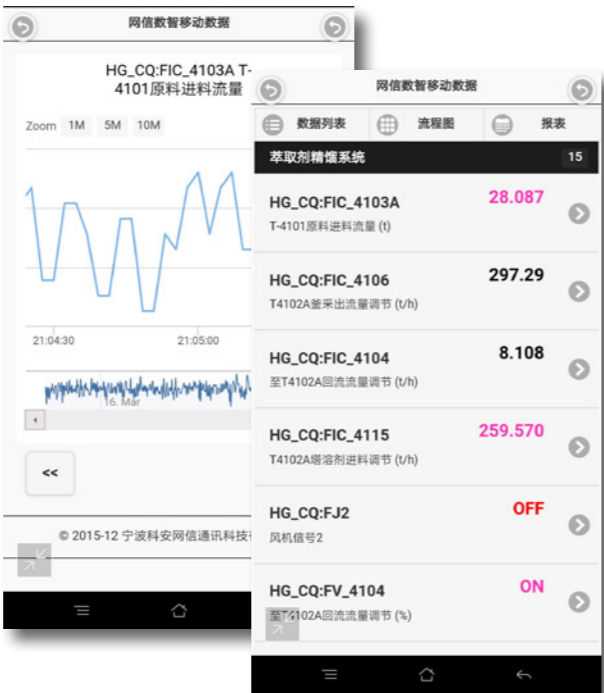 网信数智移动数据
HG_CQ:FIC_4103A T-
4101原料进料流量
Zoom 1M 5M 10M
21:04:30 21:05:00
16. Mar
<<
© 2015-12 宁波科安网信通讯科技
网信数智移动数据
数据列表 流程图 报表
萃取剂精馏系统 15
HG_CQ:FIC_4103A 28.087
T-4101原料进料流量 (t)
HG_CQ:FIC_4106 297.29
T4102A釜采出流量调节 (t/h)
HG_CQ:FIC_4104 8.108
至T4102A回流流量调节 (t/h)
HG_CQ:FIC_4115 259.570
T4102A塔溶剂进料调节 (t/h)
HG_CQ:FJ2 OFF
风机信号2
HG_CQ:FV_4104 ON
至T4102A回流流量调节 (%)